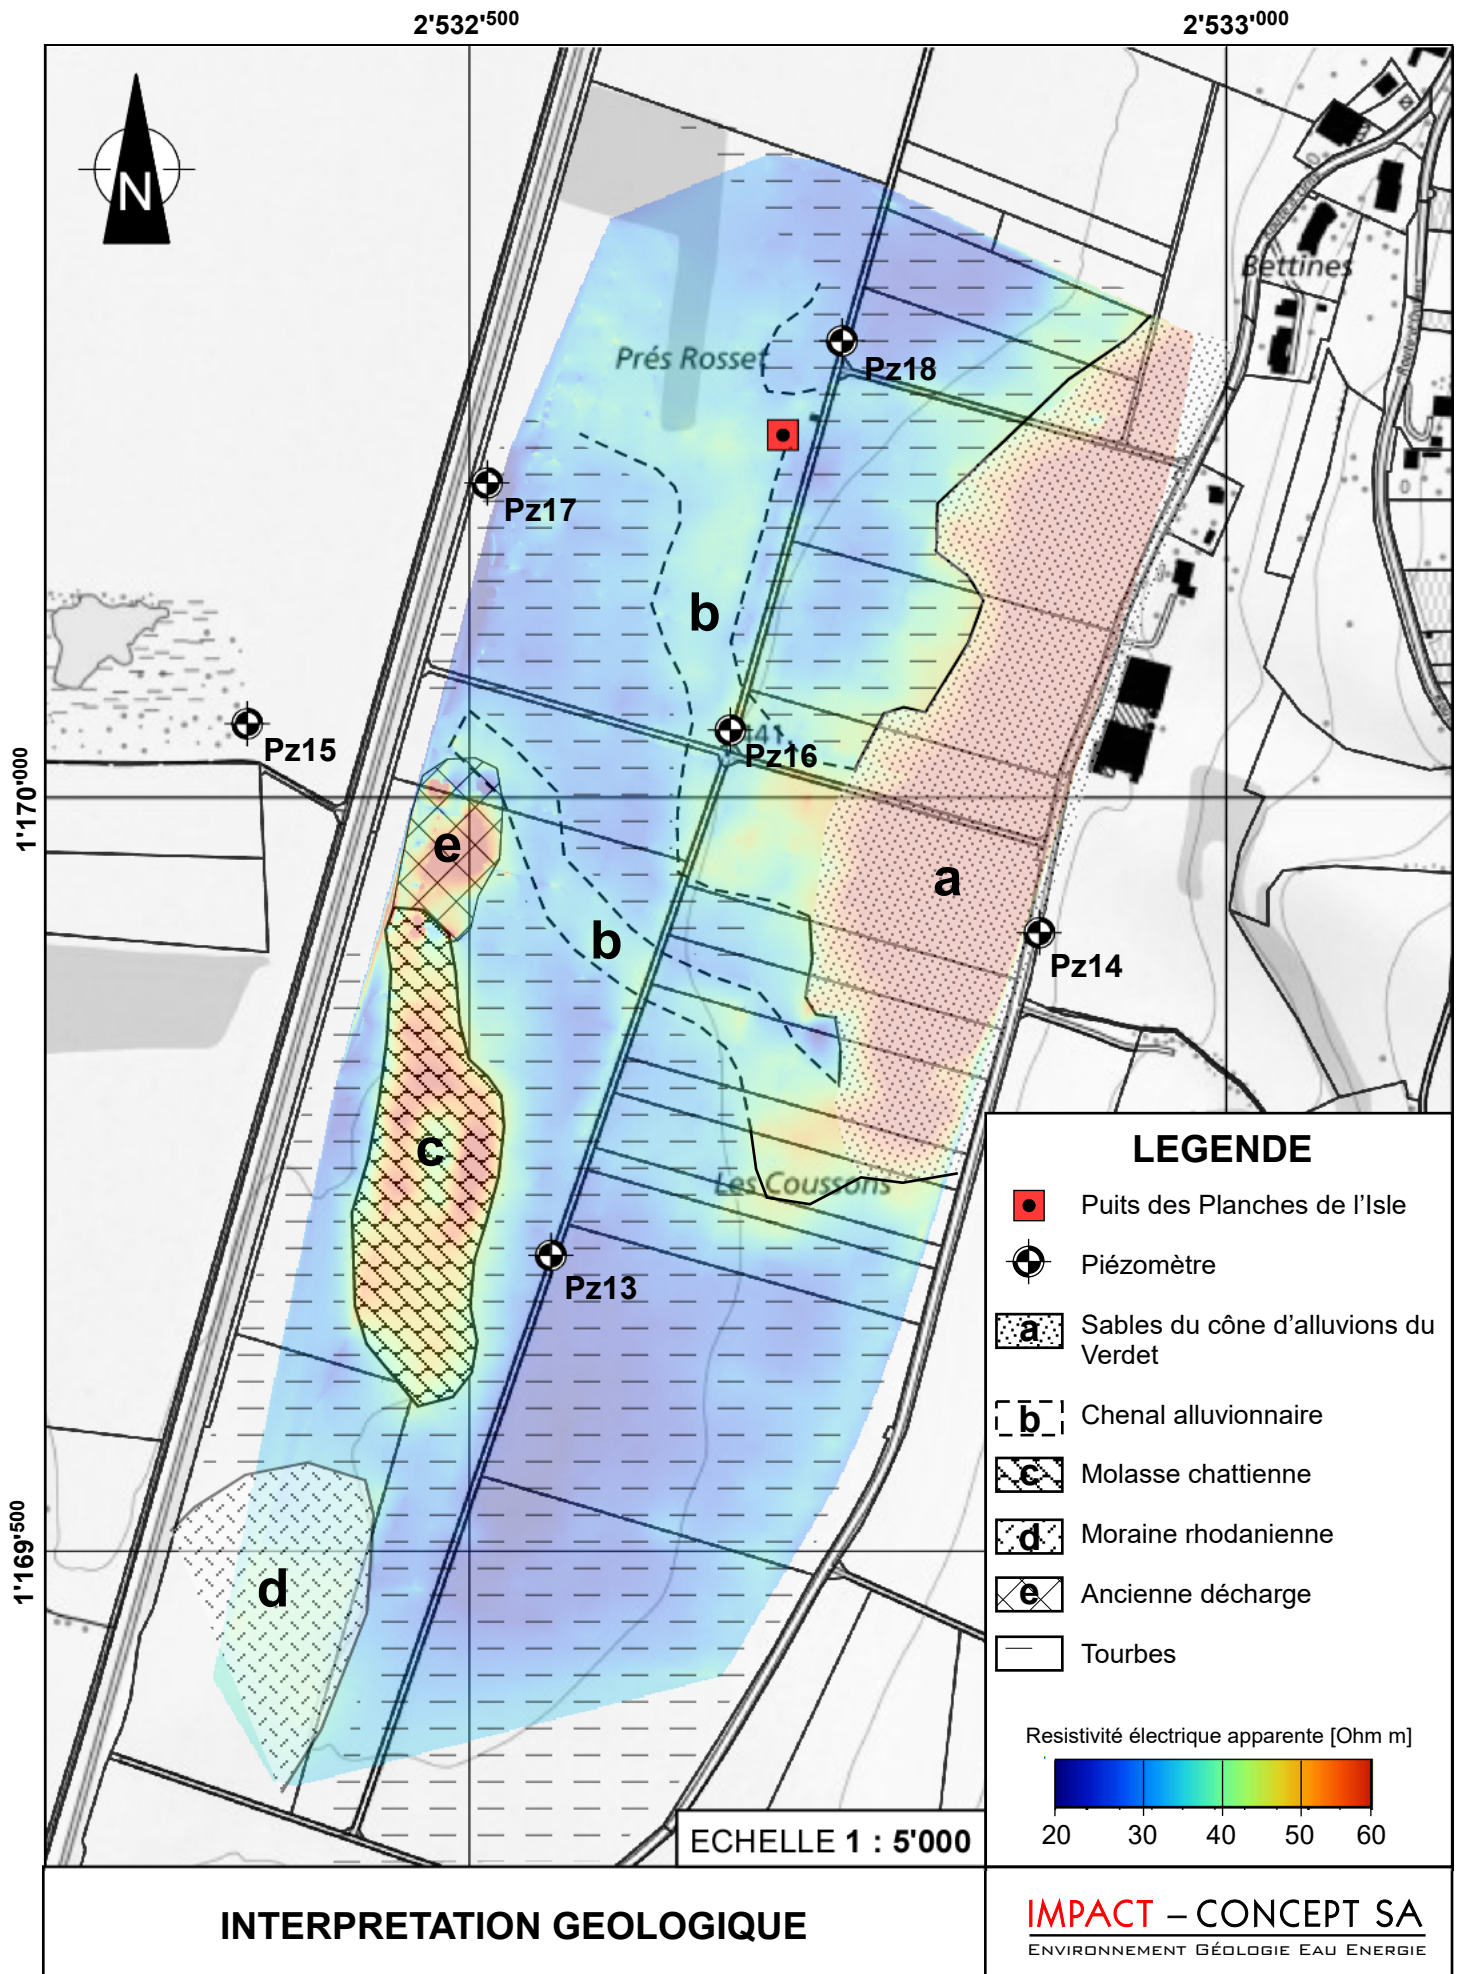 2'532'500
2'533'000
N
Bettines
Prés Rosset
Pz18
Pz17
b
41
Pz16
Pz15
1'170'000
e
a
b
Pz14
c
Les Coussons
Pz13
1'169'500
d
LEGENDE
Puits des Planches de l'Isle
Piézomètre
a Sables du cône d'alluvions du
Verdet
b Chenal alluvionnaire
c Molasse chattienne
d Moraine rhodanienne
e Ancienne décharge
Tourbes
Resistivité électrique apparente [Ohm m]
20 30 40 50 60
ECHELLE 1 : 5'000
INTERPRETATION GEOLOGIQUE
IMPACT – CONCEPT SA
ENVIRONNEMENT GÉOLOGIE EAU ENERGIE